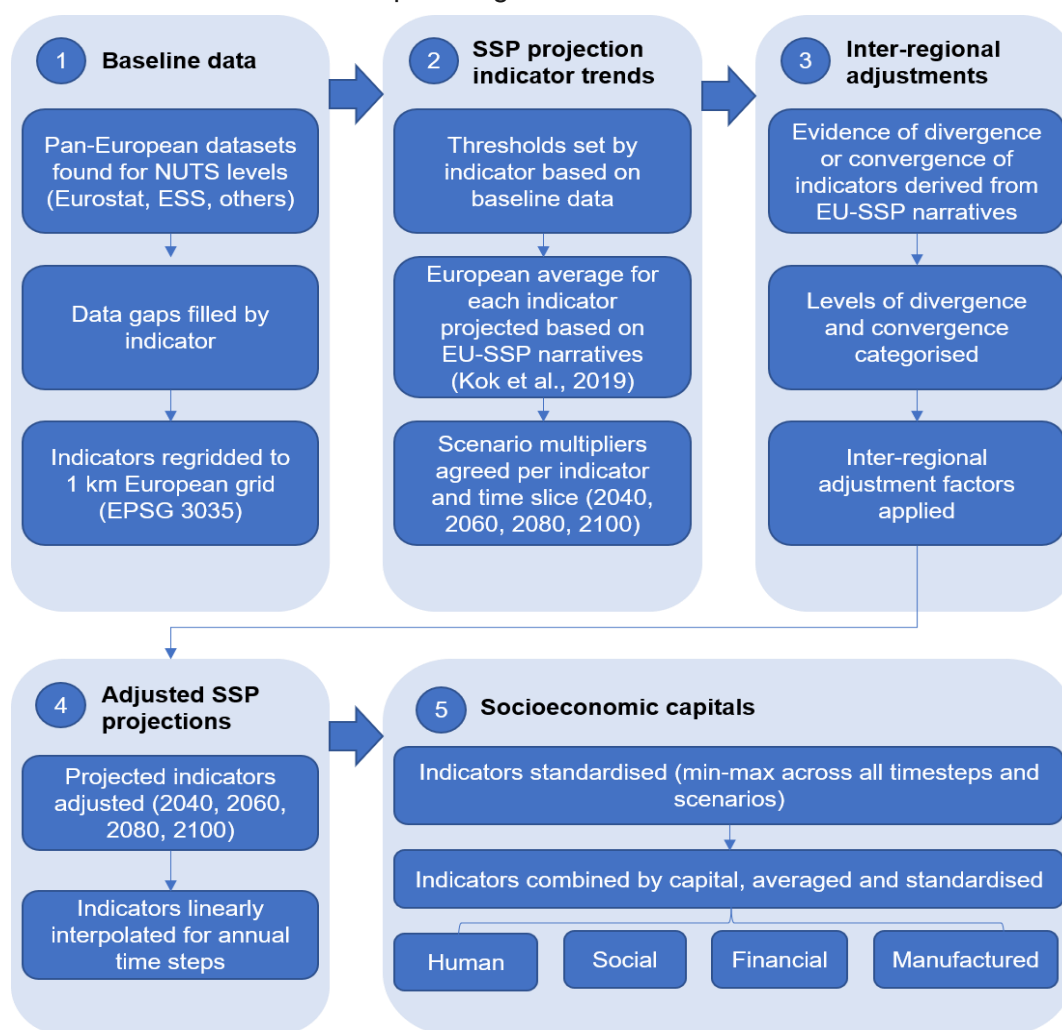 1
Baseline data
Pan-European datasets
found for NUTS levels
(Eurostat, ESS, others)
Data gaps filled by
indicator
Indicators regridded to
1 km European grid
(EPSG 3035)
2
SSP projection
indicator trends
Thresholds set by
indicator based on
baseline data
European average for
each indicator
projected based on
EU-SSP narratives
(Kok et al., 2019)
Scenario multipliers
agreed per indicator
and time slice (2040,
2060, 2080, 2100)
3
Inter-regional
adjustments
Evidence of divergence
or convergence of
indicators derived from
EU-SSP narratives
Levels of divergence
and convergence
categorised
Inter-regional
adjustment factors
applied
4
Adjusted SSP
projections
Projected indicators
adjusted (2040, 2060,
2080, 2100)
Indicators linearly
interpolated for annual
time steps
5
Socioeconomic capitals
Indicators standardised (min-max across all timesteps and
scenarios)
Indicators combined by capital, averaged and standardised
Human
Social
Financial
Manufactured